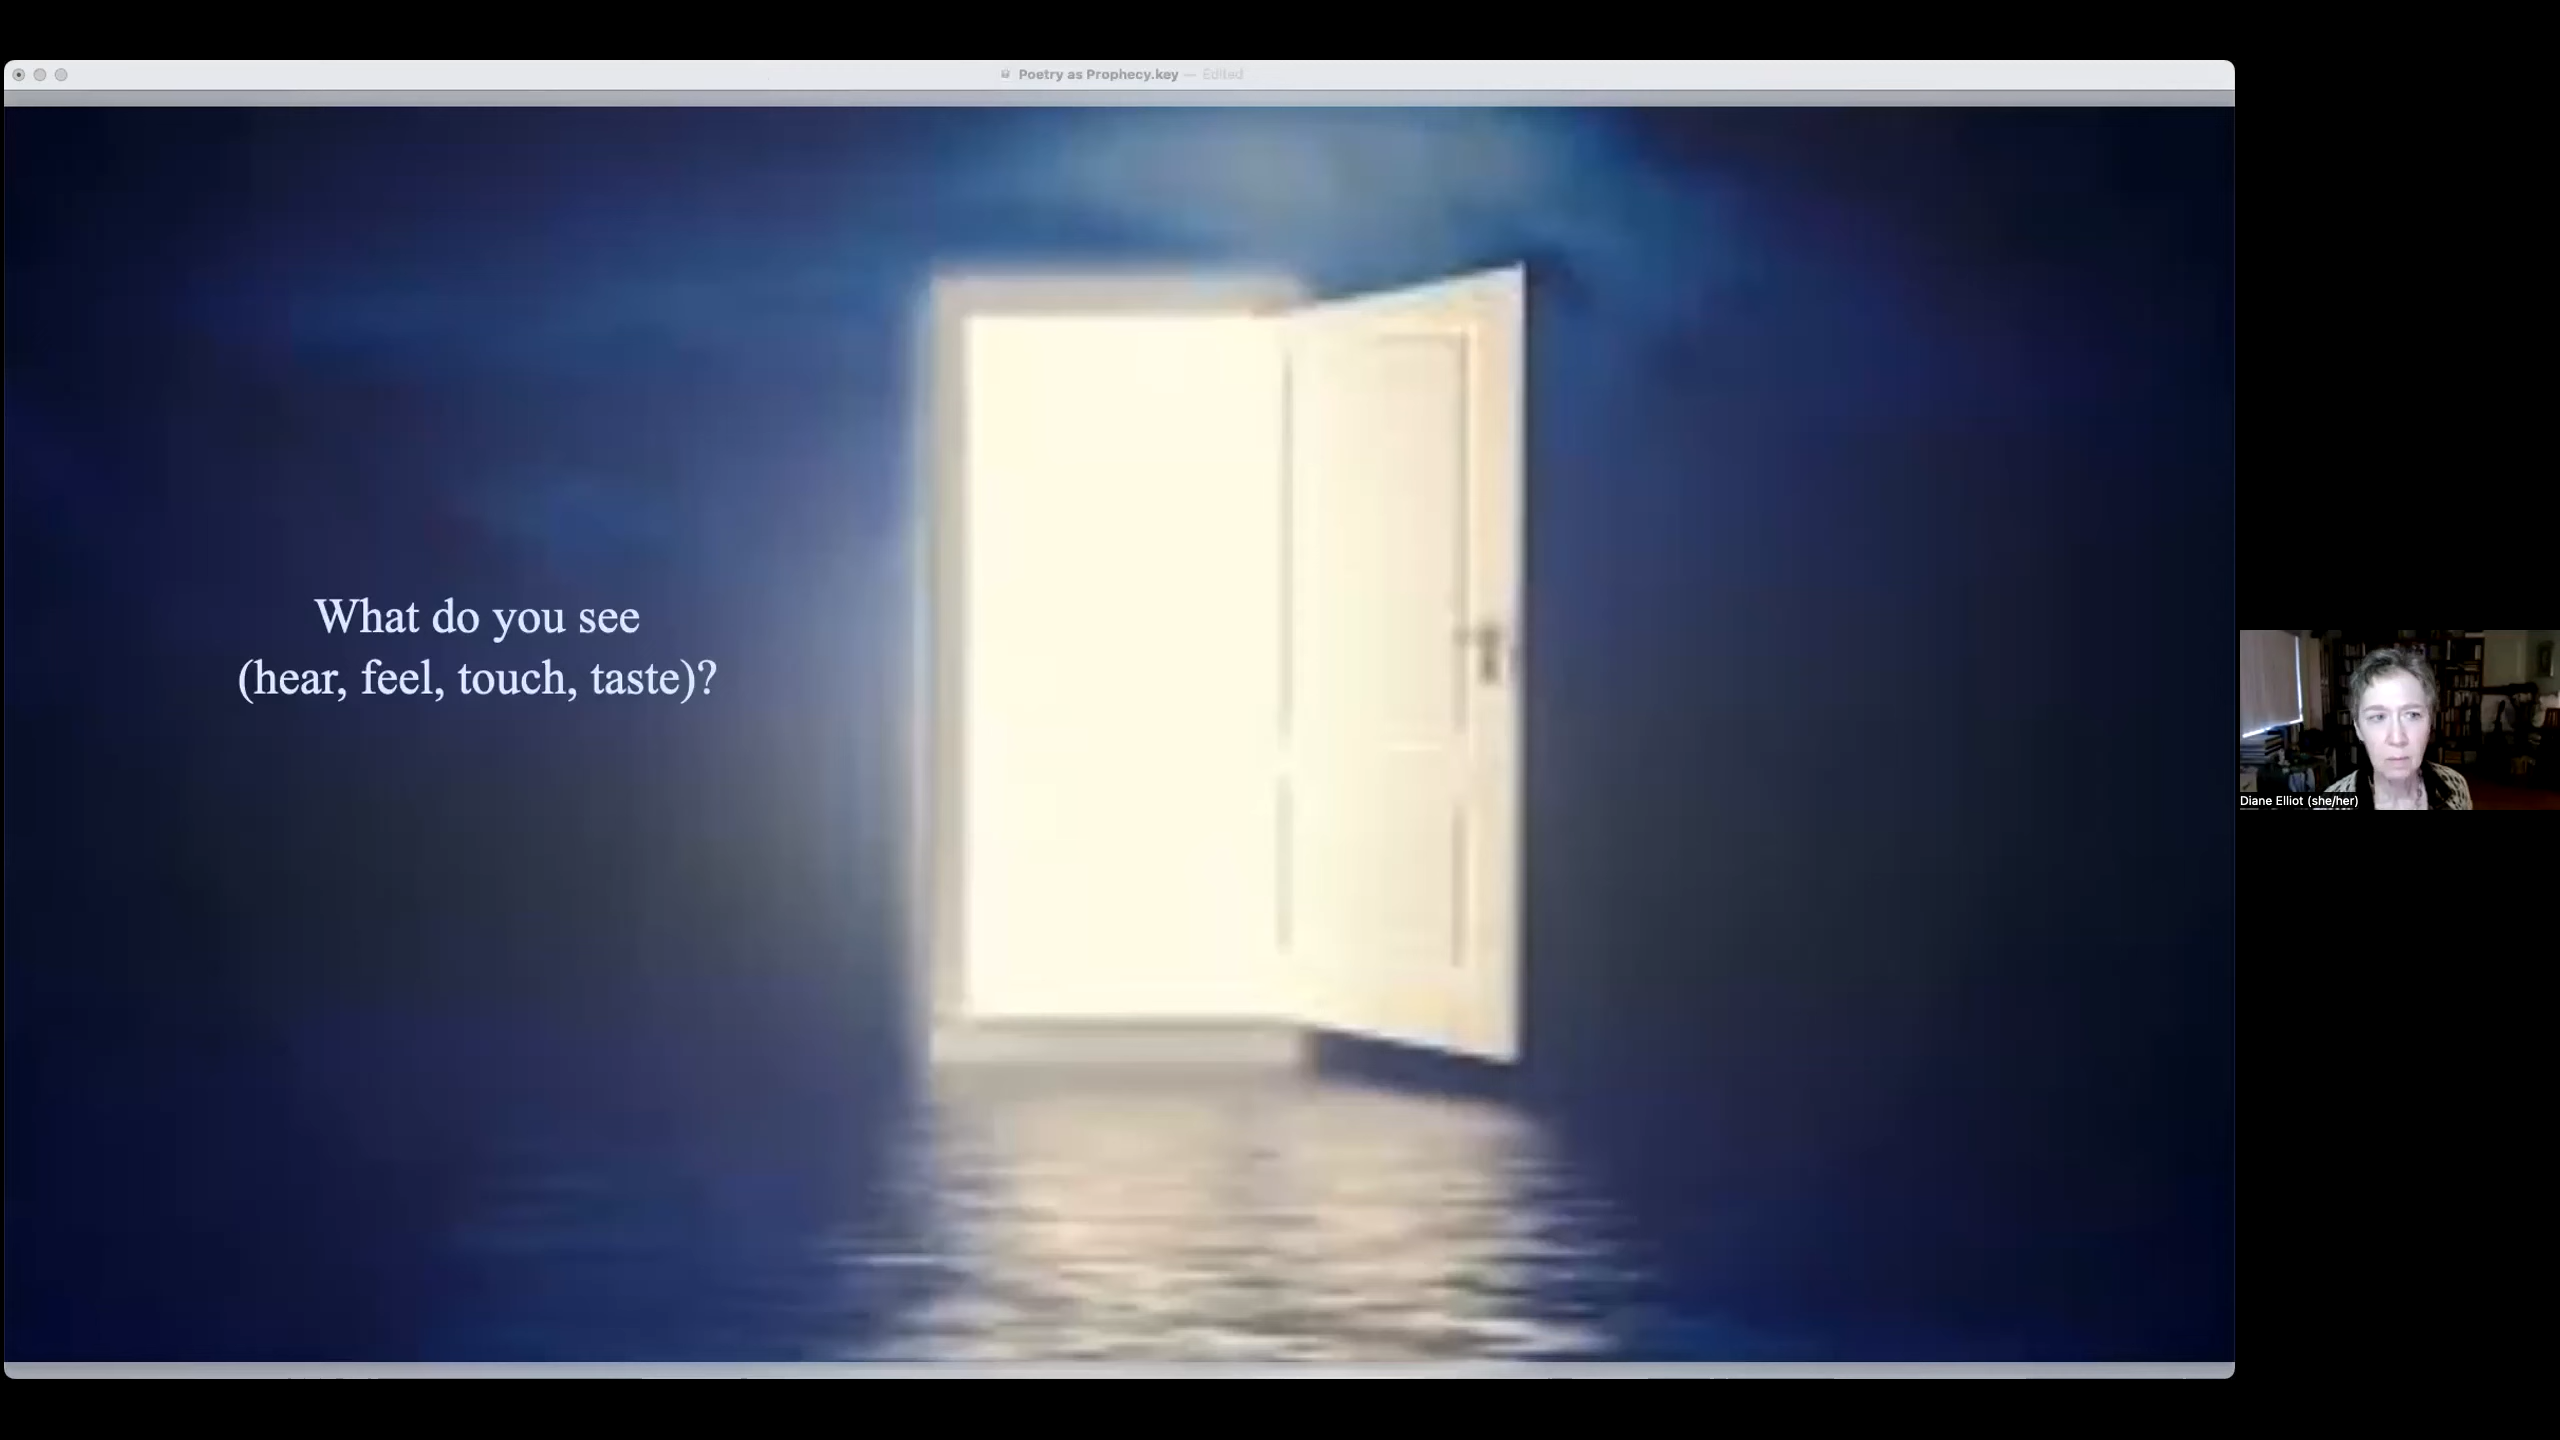 Poetry as Prophecy.key — Edited
What do you see
(hear, feel, touch, taste)?
Diane Elliot (she/her)